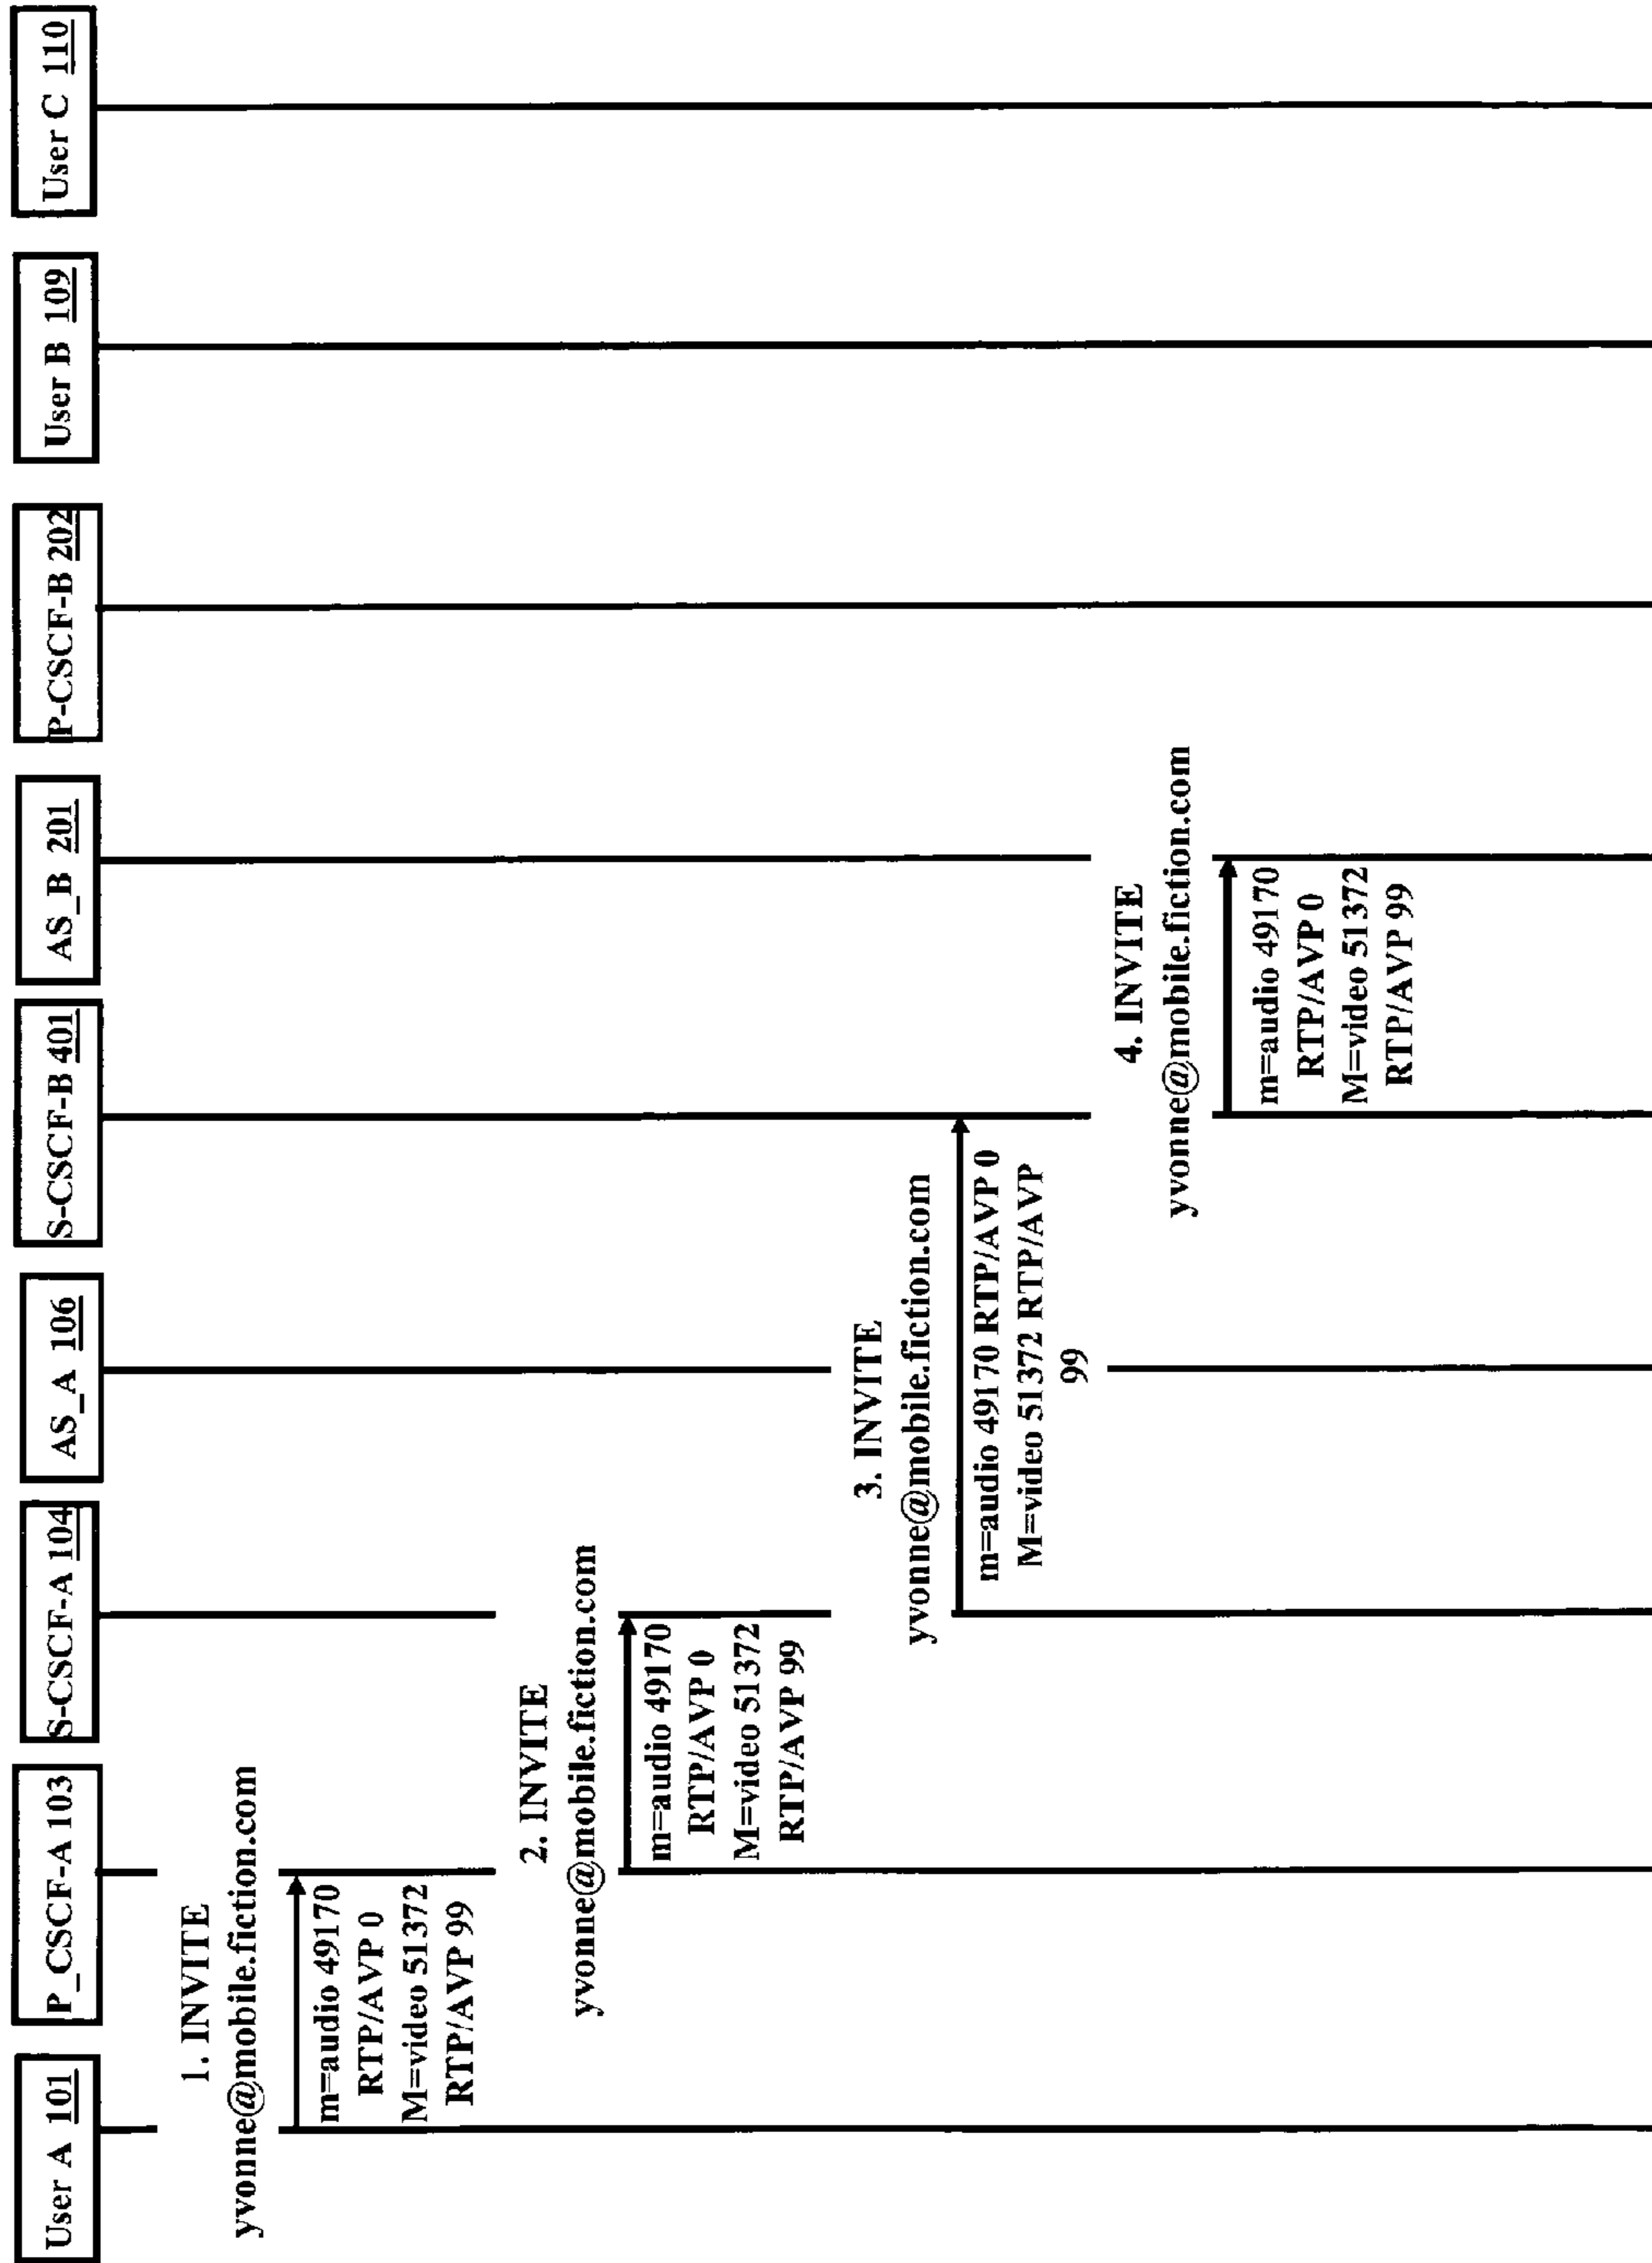 User A 101
P_CSCF-A 103
S-CSCF-A 104
AS_A 106
S-CSCF-B 401
AS_B 201
P-CSCF-B 202
User B 109
User C 110
1. INVITE
yvonne@mobile.fiction.com
m=audio 49170
RTP/AVP 0
M=video 51372
RTP/AVP 99
2. INVITE
yvonne@mobile.fiction.com
m=audio 49170
RTP/AVP 0
M=video 51372
RTP/AVP 99
3. INVITE
yvonne@mobile.fiction.com
m=audio 49170 RTP/AVP 0
M=video 51372 RTP/AVP
99
4. INVITE
yvonne@mobile.fiction.com
m=audio 49170
RTP/AVP 0
M=video 51372
RTP/AVP 99